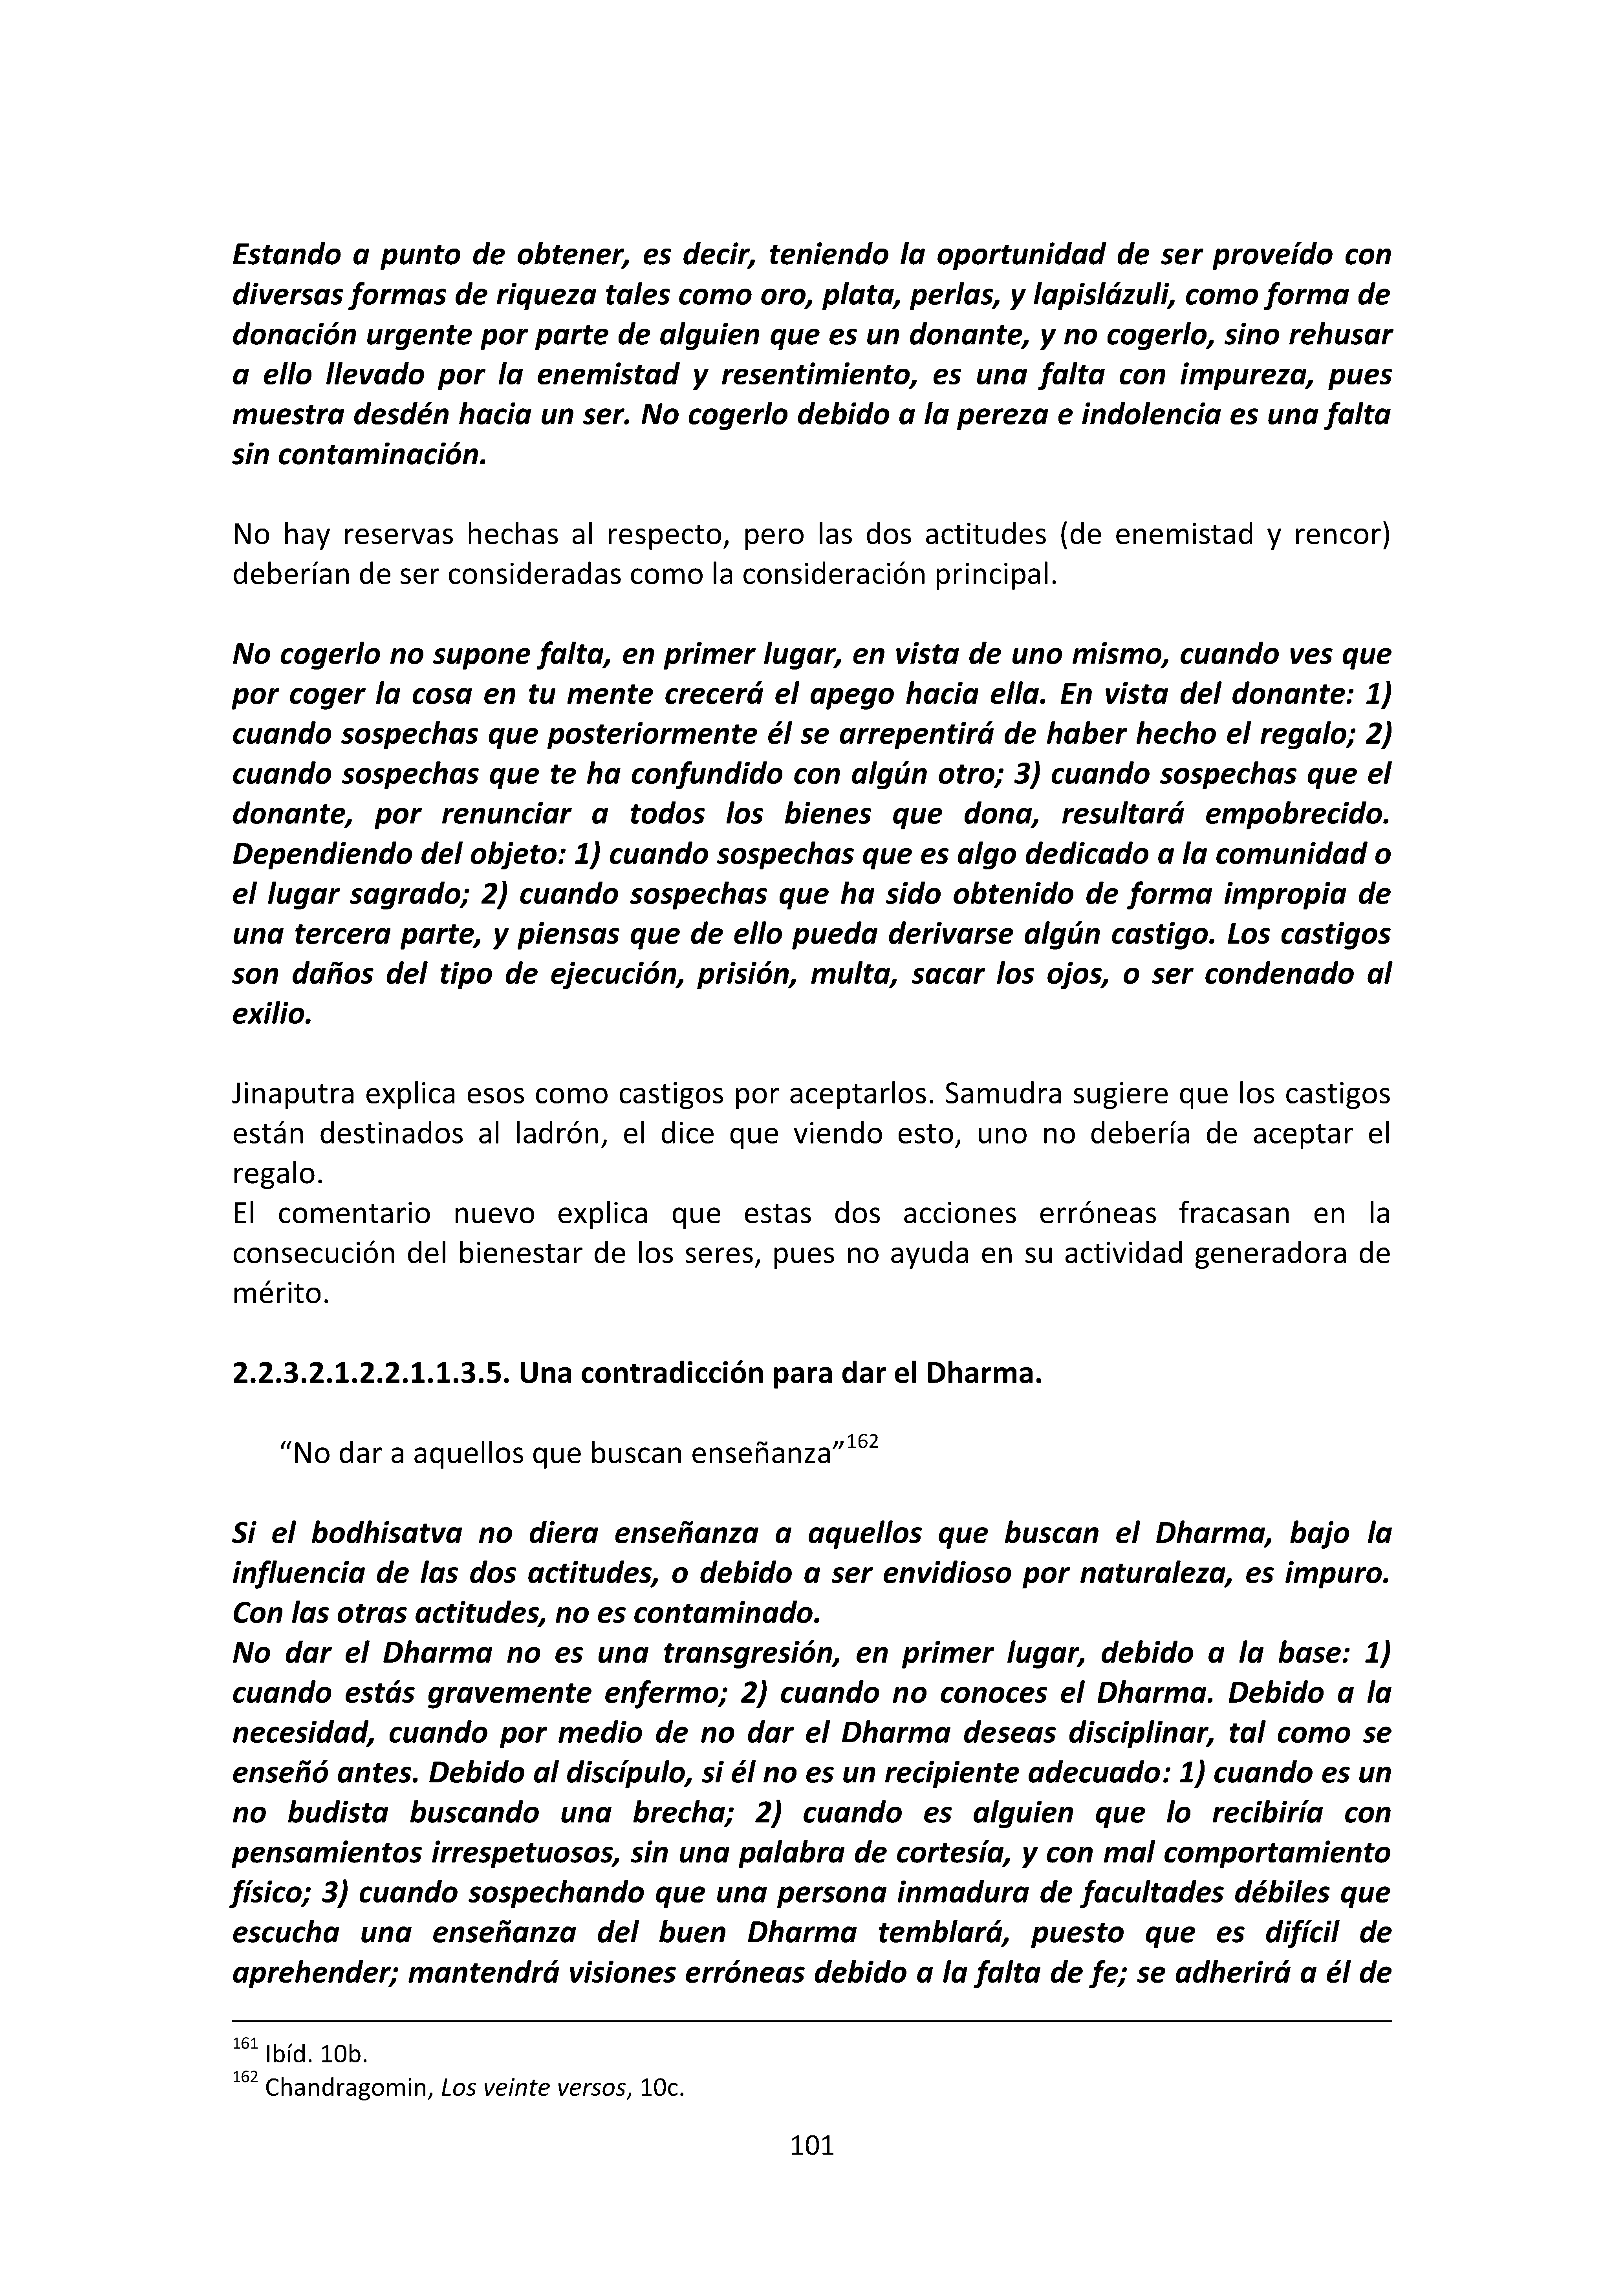 Estando a punto de obtener, es decir, teniendo la oportunidad de ser proveído con
diversas formas de riqueza tales como oro, plata, perlas, y lapislázuli, como forma de
donación urgente por parte de alguien que es un donante, y no cogerlo, sino rehusar
a ello llevado por la enemistad y resentimiento, es una falta con impureza, pues
muestra desdén hacia un ser. No cogerlo debido a la pereza e indolencia es una falta
sin contaminación.
No hay reservas hechas al respecto, pero las dos actitudes (de enemistad y rencor)
deberían de ser consideradas como la consideración principal.
No cogerlo no supone falta, en primer lugar, en vista de uno mismo, cuando ves que
por coger la cosa en tu mente crecerá el apego hacia ella. En vista del donante: 1)
cuando sospechas que posteriormente él se arrepentirá de haber hecho el regalo; 2)
cuando sospechas que te ha confundido con algún otro; 3) cuando sospechas que el
donante, por renunciar a todos los bienes que dona, resultará empobrecido.
Dependiendo del objeto: 1) cuando sospechas que es algo dedicado a la comunidad o
el lugar sagrado; 2) cuando sospechas que ha sido obtenido de forma impropia de
una tercera parte, y piensas que de ello pueda derivarse algún castigo. Los castigos
son daños del tipo de ejecución, prisión, multa, sacar los ojos, o ser condenado al
exilio.
Jinaputra explica esos como castigos por aceptarlos. Samudra sugiere que los castigos
están destinados al ladrón, el dice que viendo esto, uno no debería de aceptar el
regalo.
El comentario nuevo explica que estas dos acciones erróneas fracasan en la
consecución del bienestar de los seres, pues no ayuda en su actividad generadora de
mérito.
2.2.3.2.1.2.2.1.1.3.5. Una contradicción para dar el Dharma.
“No dar a aquellos que buscan enseñanza”162
Si el bodhisatva no diera enseñanza a aquellos que buscan el Dharma, bajo la
influencia de las dos actitudes, o debido a ser envidioso por naturaleza, es impuro.
Con las otras actitudes, no es contaminado.
No dar el Dharma no es una transgresión, en primer lugar, debido a la base: 1)
cuando estás gravemente enfermo; 2) cuando no conoces el Dharma. Debido a la
necesidad, cuando por medio de no dar el Dharma deseas disciplinar, tal como se
enseñó antes. Debido al discípulo, si él no es un recipiente adecuado: 1) cuando es un
no budista buscando una brecha; 2) cuando es alguien que lo recibiría con
pensamientos irrespetuosos, sin una palabra de cortesía, y con mal comportamiento
físico; 3) cuando sospechando que una persona inmadura de facultades débiles que
escucha una enseñanza del buen Dharma temblará, puesto que es difícil de
aprehender; mantendrá visiones erróneas debido a la falta de fe; se adherirá a él de
161 Ibíd. 10b.
162 Chandragomin, Los veinte versos, 10c.
101